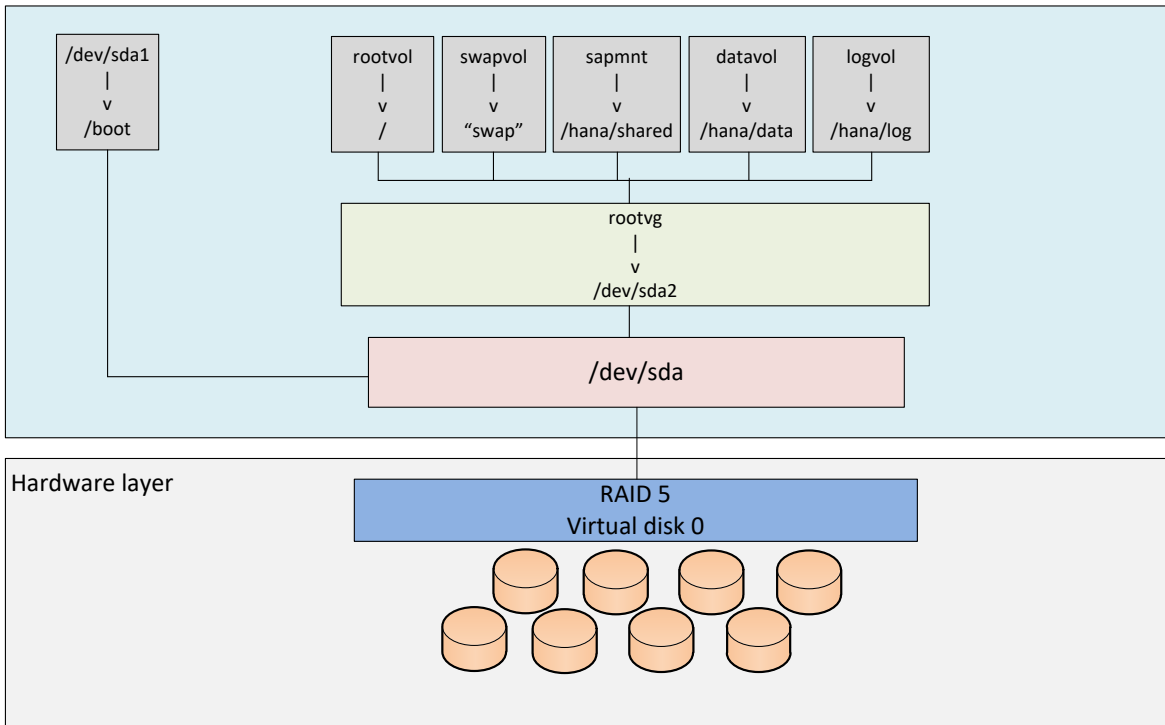 /dev/sda1
|
v
/boot
rootvol
|
v
/
swapvol
|
v
“swap”
sapmnt
|
v
/hana/shared
datavol
|
v
/hana/data
logvol
|
v
/hana/log
rootvg
|
v
/dev/sda2
/dev/sda
Hardware layer
RAID 5
Virtual disk 0